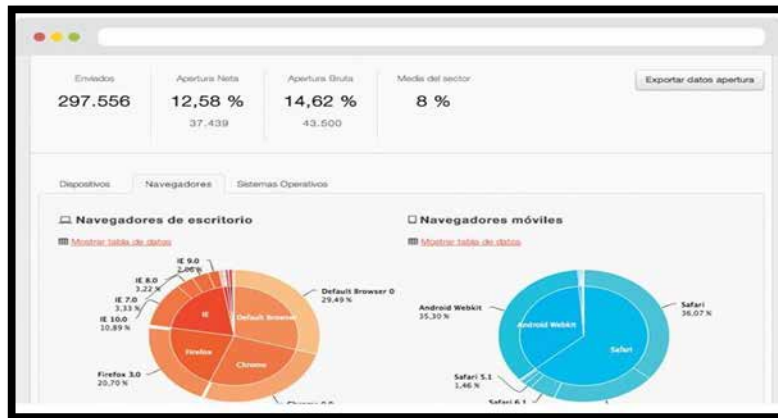 Enviados Apertura Neta Apertura Bruta Media del sector
Exportar datos apertura
297.556 12,58 % 14,62 % 8 %
37.439 43.500
Dispositivos Navegadores Sistemas Operativos
Navegadores de escritorio
Mostrar tabla de datos
IE 9.0
2,06 %
IE 8.0
3,22 %
IE 7.0
3,33 %
IE 10.0
10,89 %
Firefox 3.0
20,70 %
Default Browser 0
29,49 %
IE
Default Browser
Firefox
Chrome
Chrome 0.0
Navegadores móviles
Mostrar tabla de datos
Android Webkit
35,30 %
Safari
36,07 %
Android Webkit
Safari
Safari 5.1
1,46 %
Safari 6.1